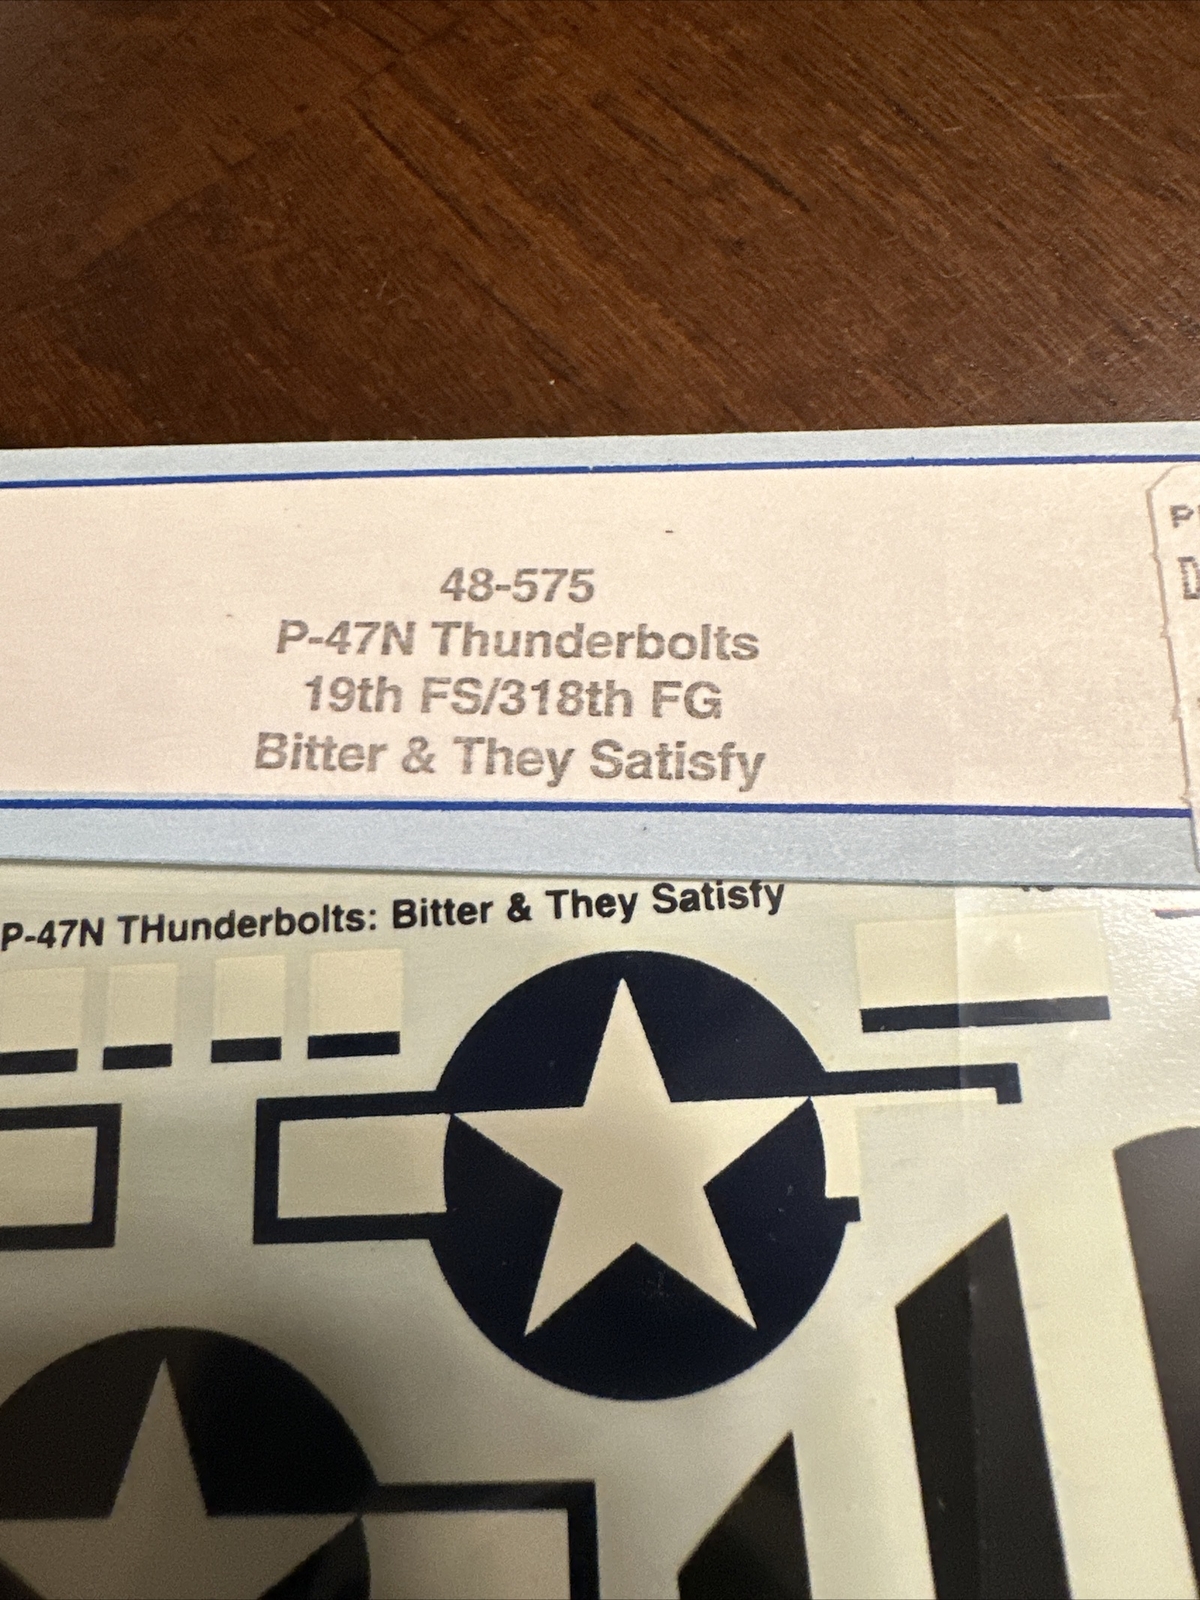 48-575
P-47N Thunderbolts
19th FS/318th FG
Bitter & They Satisfy
P-47N THunderbolts: Bitter & They Satisfy